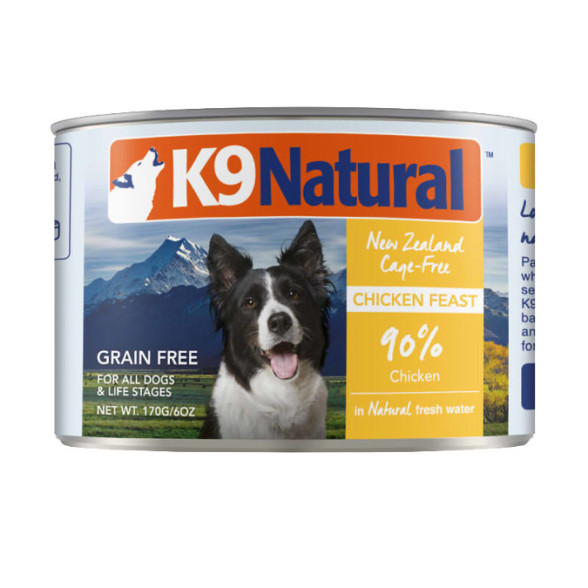 K9Natural™
New Zealand
Cage-Free
CHICKEN FEAST
90%
Chicken
in Natural fresh water
GRAIN FREE
FOR ALL DOGS
& LIFE STAGES
NET WT. 170G/6OZ